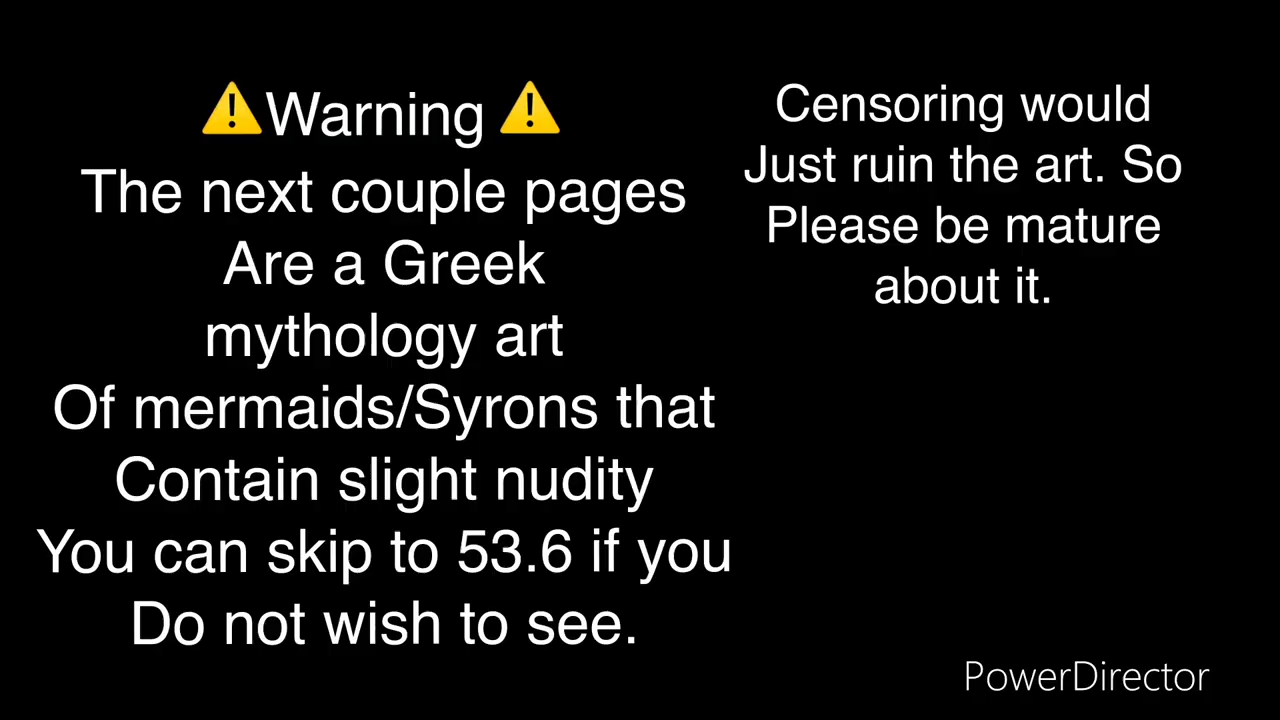 ⚠️Warning ⚠️
The next couple pages
Are a Greek
mythology art
Of mermaids/Syrons that
Contain slight nudity
You can skip to 53.6 if you
Do not wish to see.
Censoring would
Just ruin the art. So
Please be mature
about it.
PowerDirector